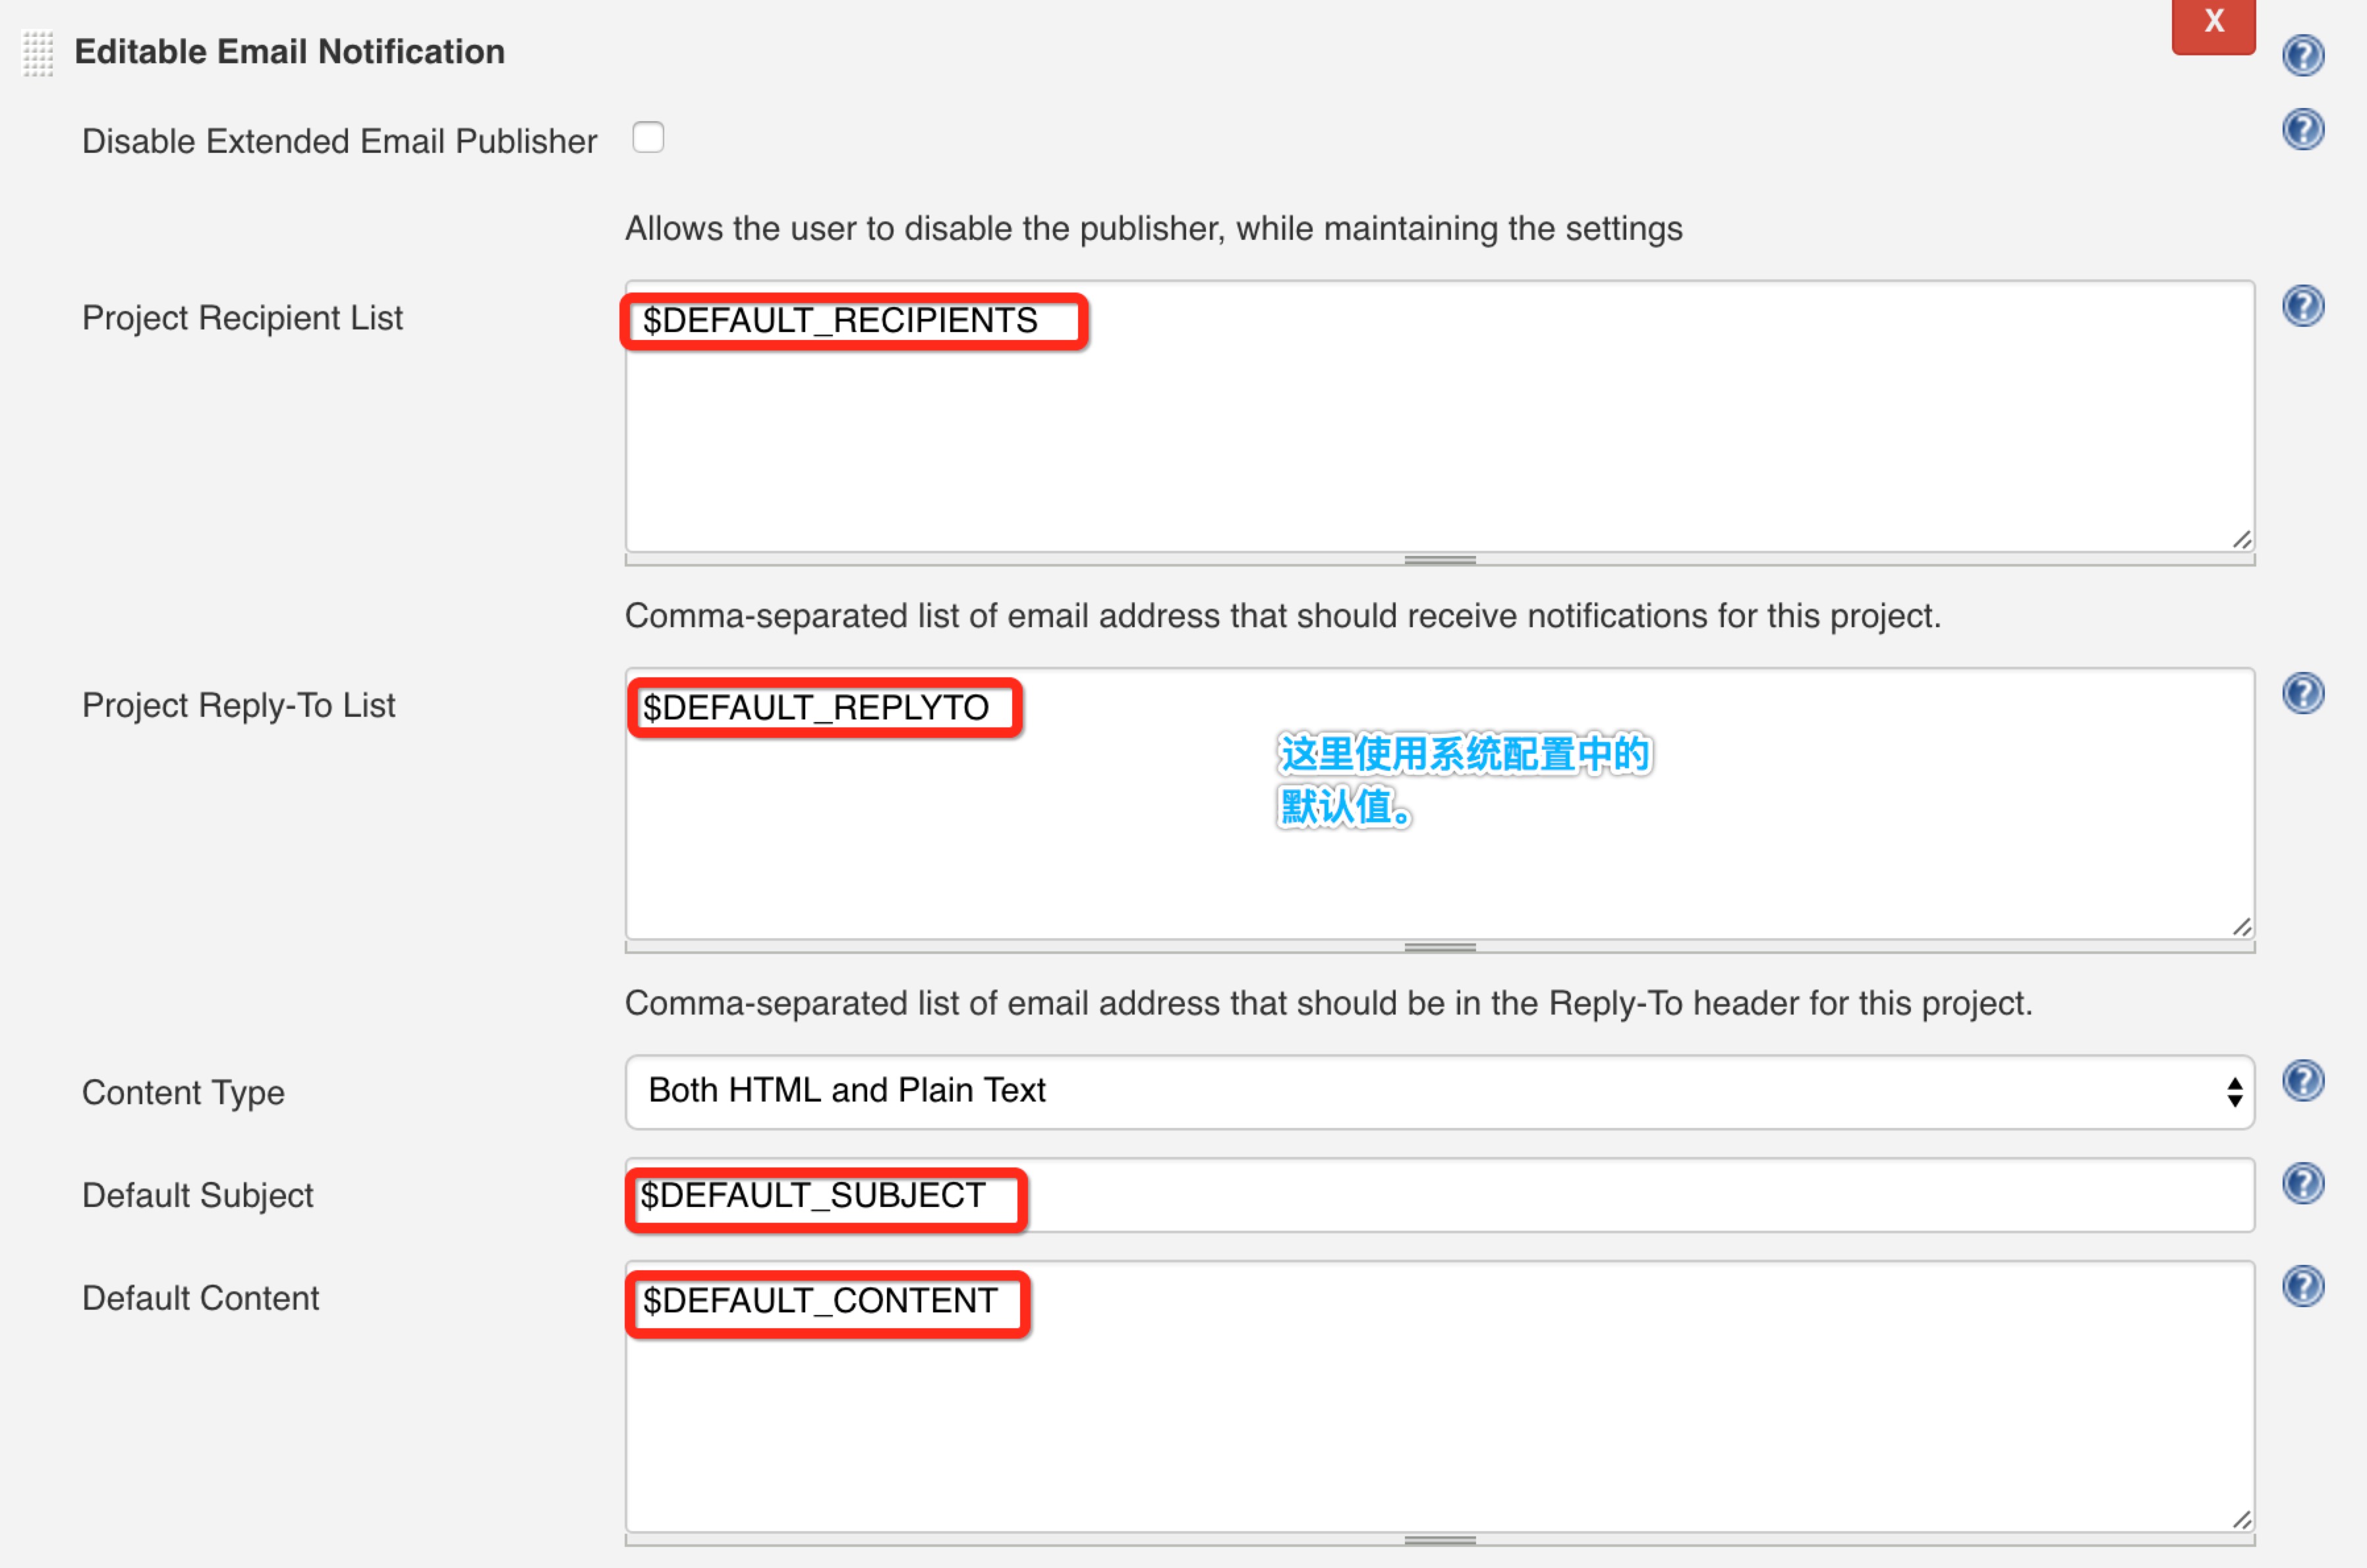 X
Editable Email Notification
Disable Extended Email Publisher
Allows the user to disable the publisher, while maintaining the settings
Project Recipient List
$DEFAULT_RECIPIENTS
Comma-separated list of email address that should receive notifications for this project.
Project Reply-To List
$DEFAULT_REPLYTO
这里使用系统配置中的
默认值。
Comma-separated list of email address that should be in the Reply-To header for this project.
Content Type
Both HTML and Plain Text
Default Subject
$DEFAULT_SUBJECT
Default Content
$DEFAULT_CONTENT